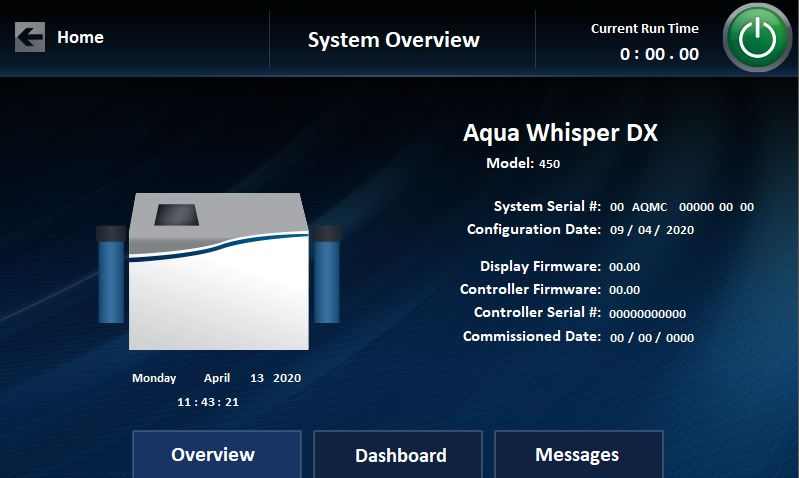 Home
System Overview
Current Run Time
0 : 00 . 00
Aqua Whisper DX
Model: 450
System Serial #: 00 AQMC 00000 00 00
Configuration Date: 09 / 04 / 2020
Display Firmware: 00.00
Controller Firmware: 00.00
Controller Serial #: 00000000000
Commissioned Date: 00 / 00 / 0000
Monday April 13 2020
11 : 43 : 21
Overview
Dashboard
Messages